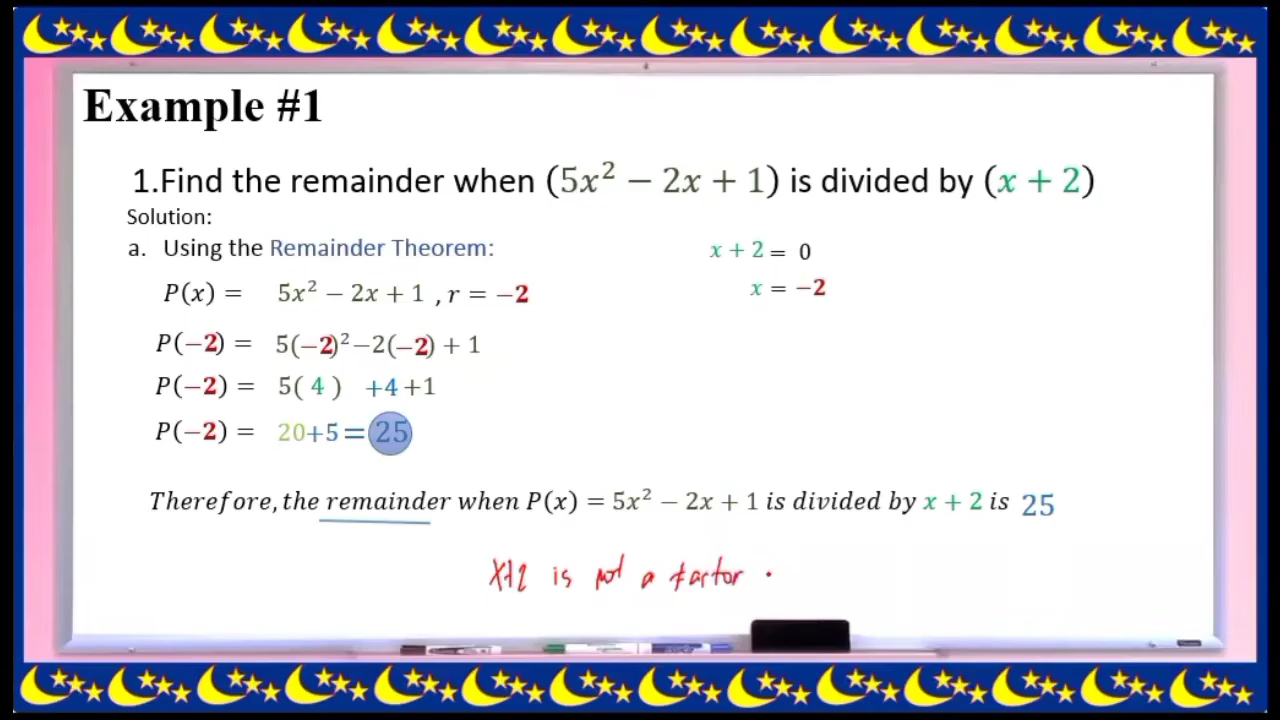 Example #1
1.Find the remainder when (5x² − 2x + 1) is divided by (x + 2)
Solution:
a. Using the Remainder Theorem:
x + 2 = 0
P(x) = 5x² − 2x + 1 , r = −2
x = −2
P(−2) = 5(−2)²−2(−2) + 1
P(−2) = 5( 4 ) +4 +1
P(−2) = 20+5=25
Therefore, the remainder when P(x) = 5x² − 2x + 1 is divided by x + 2 is 25
x+2 is not a factor .